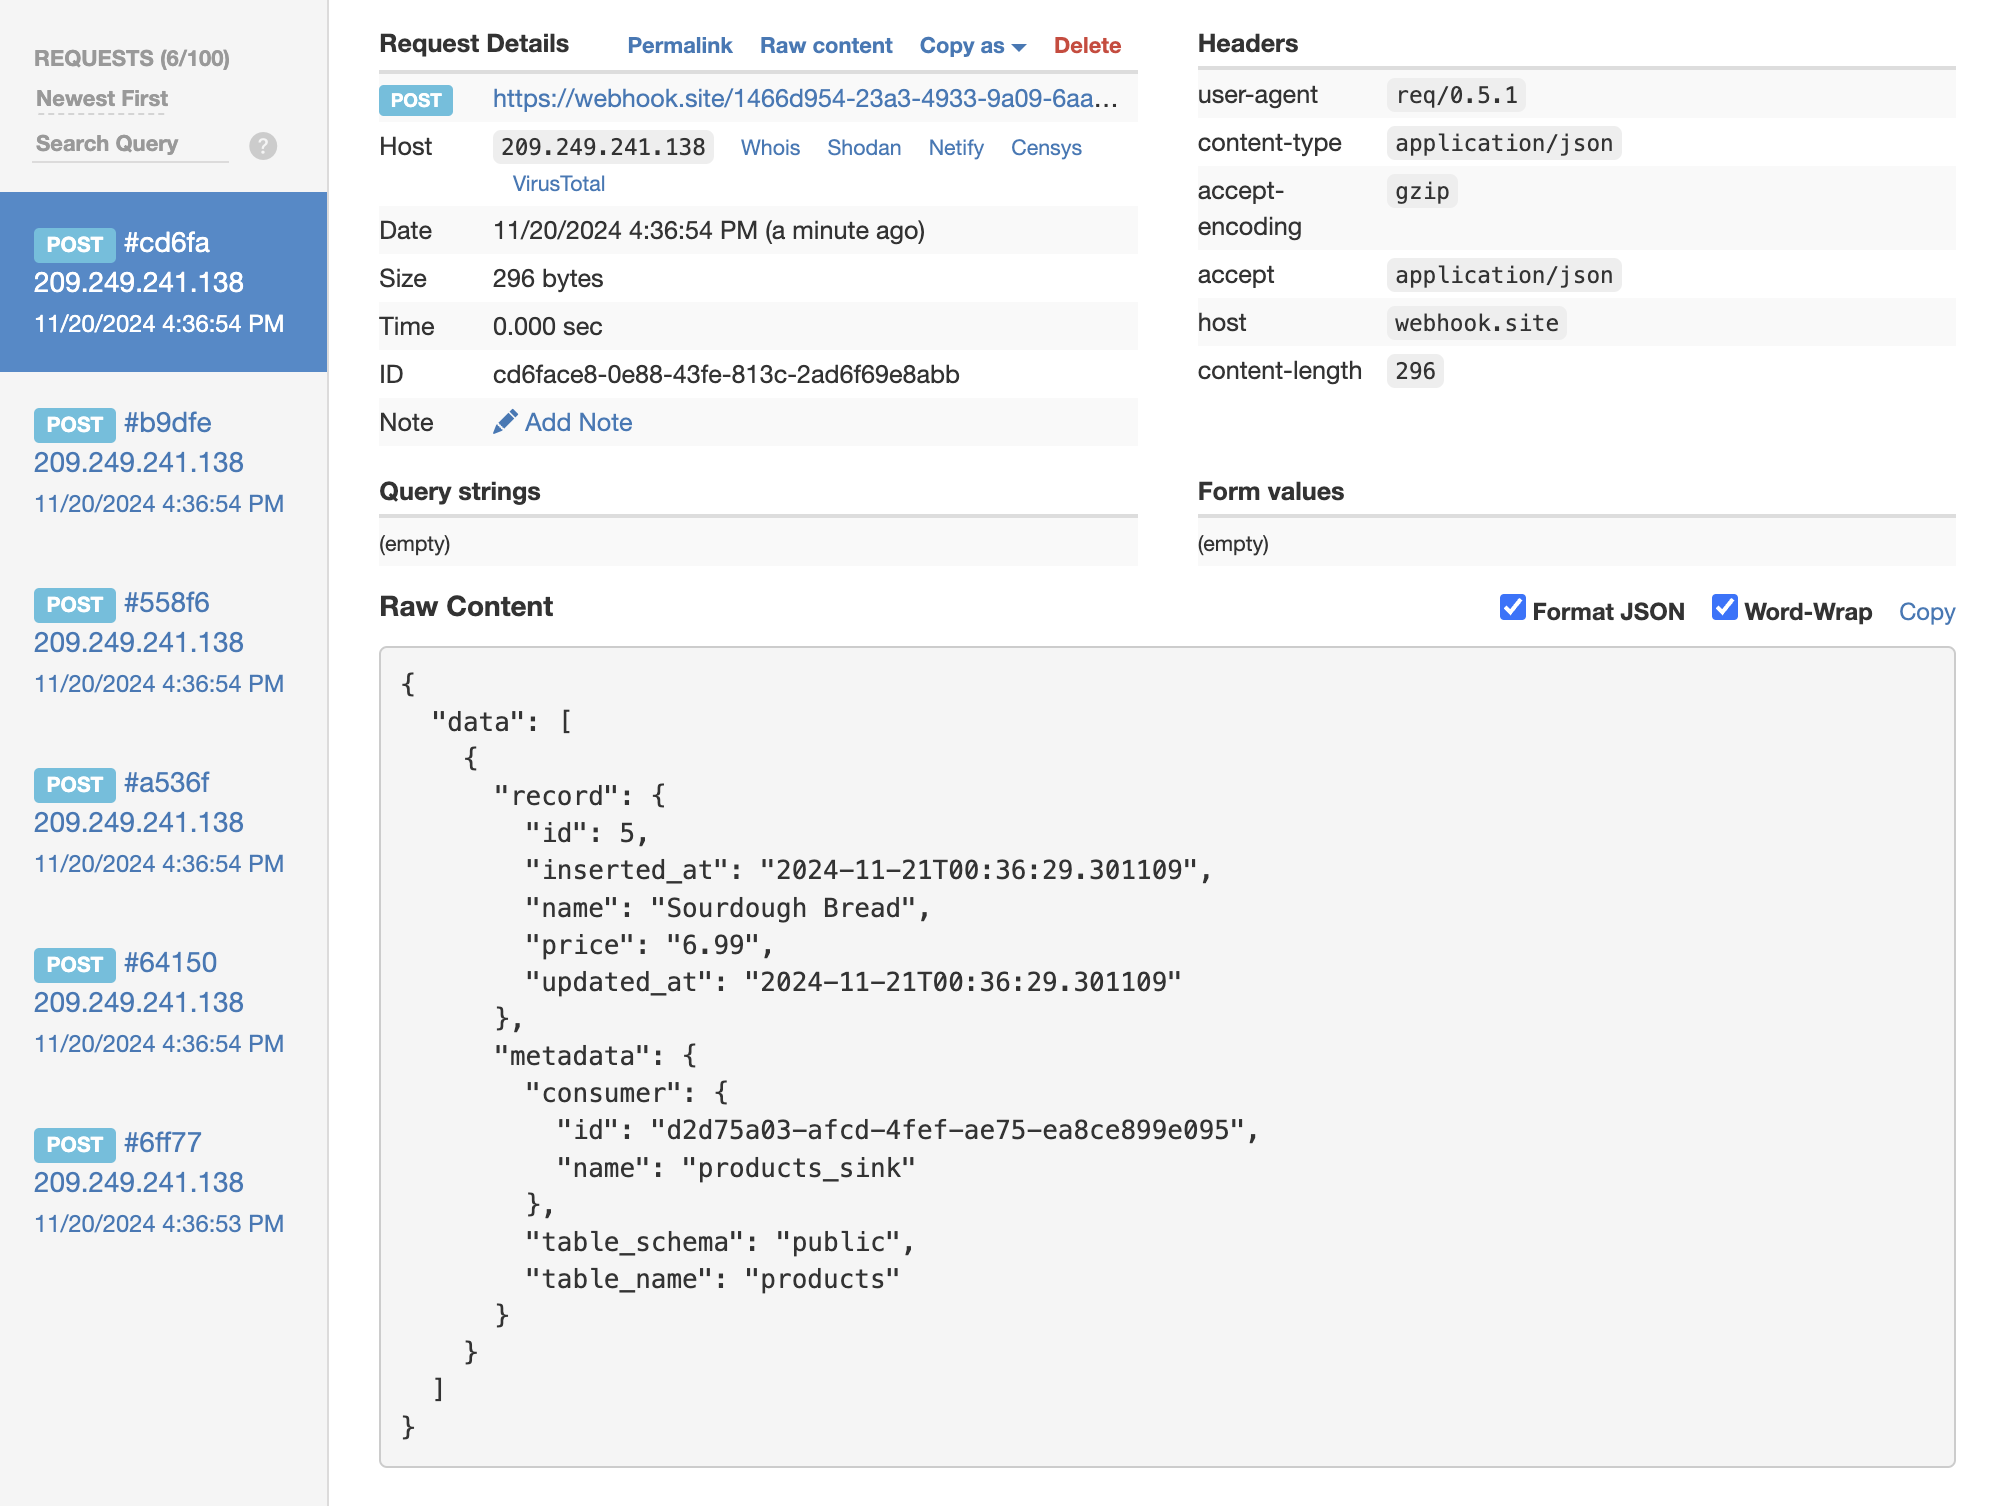 REQUESTS (6/100)
Newest First
Search Query ?
POST #cd6fa
209.249.241.138
11/20/2024 4:36:54 PM
POST #b9dfe
209.249.241.138
11/20/2024 4:36:54 PM
POST #558f6
209.249.241.138
11/20/2024 4:36:54 PM
POST #a536f
209.249.241.138
11/20/2024 4:36:54 PM
POST #64150
209.249.241.138
11/20/2024 4:36:54 PM
POST #6ff77
209.249.241.138
11/20/2024 4:36:53 PM
Request Details Permalink Raw content Copy as Delete
POST https://webhook.site/1466d954-23a3-4933-9a09-6aa...
Host 209.249.241.138 Whois Shodan Netify Censys
VirusTotal
Date 11/20/2024 4:36:54 PM (a minute ago)
Size 296 bytes
Time 0.000 sec
ID cd6face8-0e88-43fe-813c-2ad6f69e8abb
Note Add Note
Headers
user-agent req/0.5.1
content-type application/json
accept- gzip
encoding
accept application/json
host webhook.site
content-length 296
Query strings
(empty)
Form values
(empty)
Raw Content Format JSON Word-Wrap Copy
{
  "data": [
    {
      "record": {
        "id": 5,
        "inserted_at": "2024-11-21T00:36:29.301109",
        "name": "Sourdough Bread",
        "price": "6.99",
        "updated_at": "2024-11-21T00:36:29.301109"
      },
      "metadata": {
        "consumer": {
          "id": "d2d75a03-afcd-4fef-ae75-ea8ce899e095",
          "name": "products_sink"
        },
        "table_schema": "public",
        "table_name": "products"
      }
    }
  ]
}